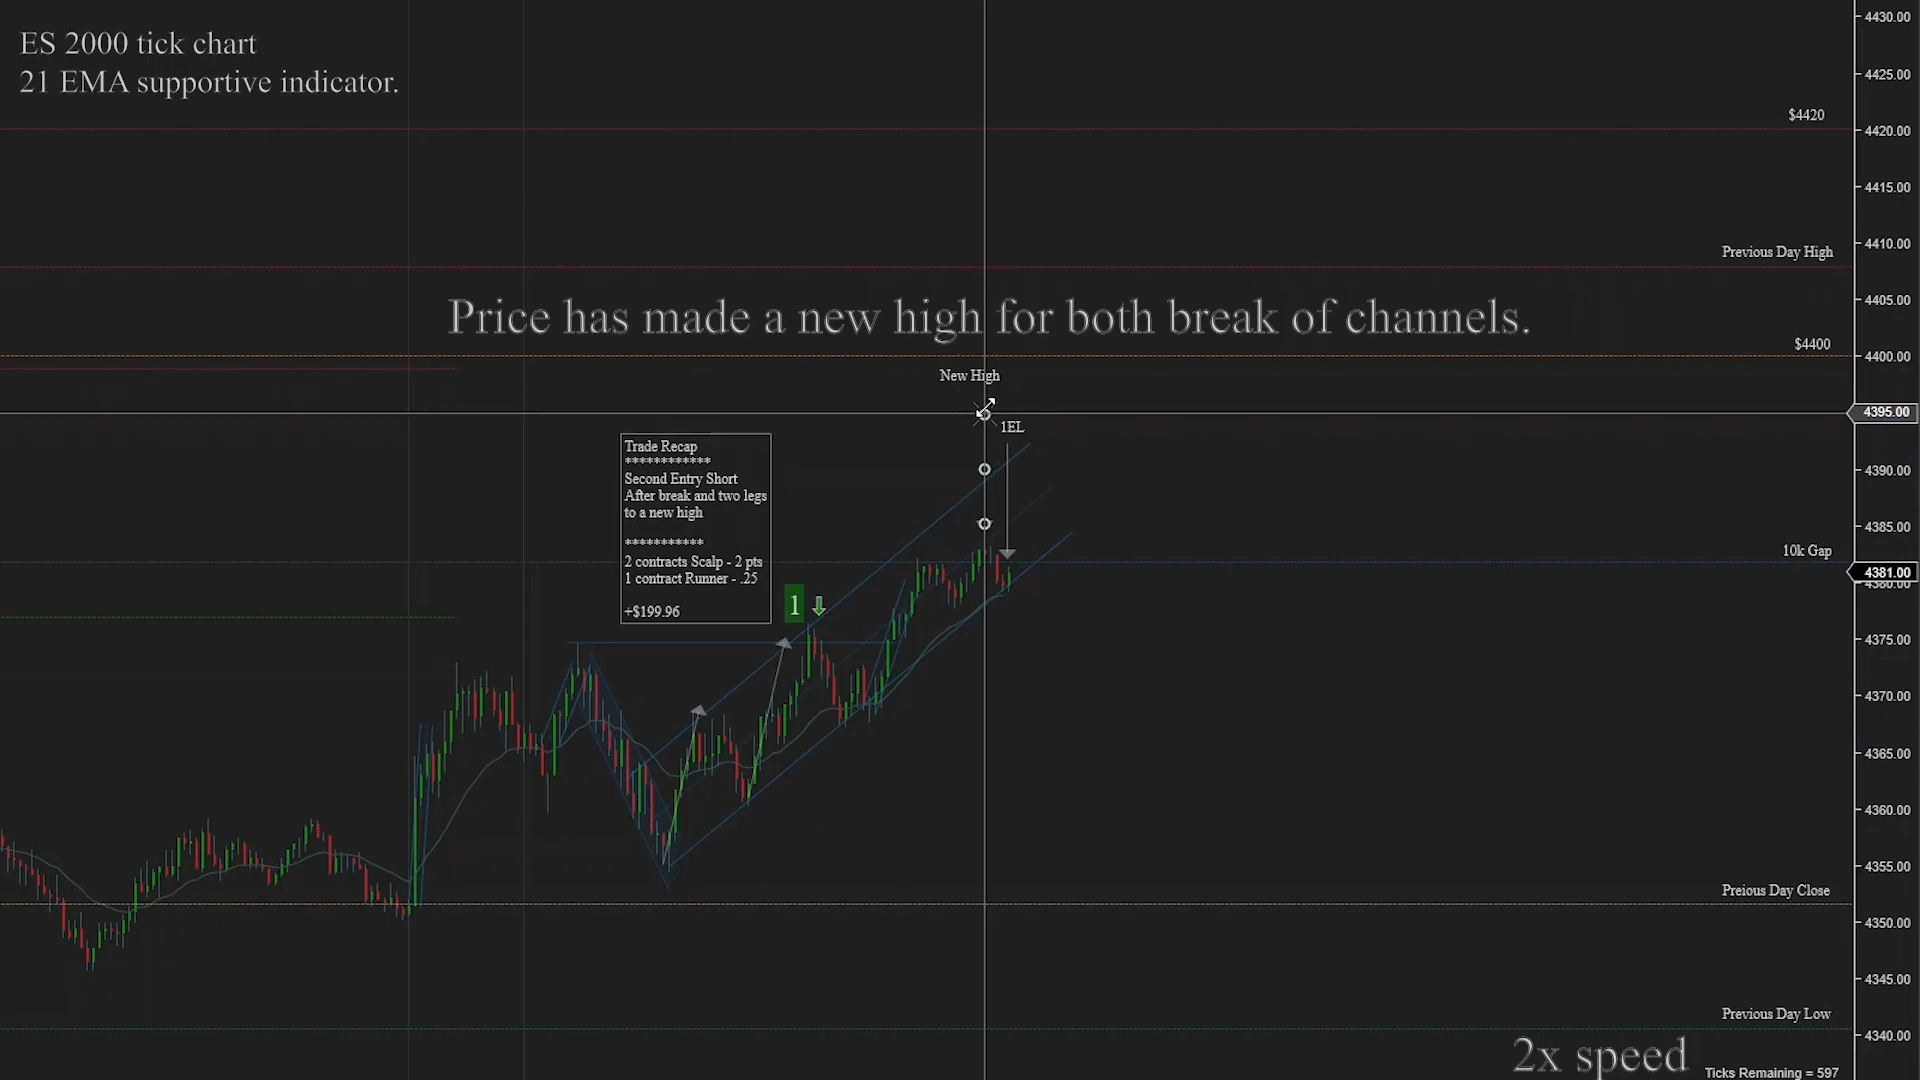 ES 2000 tick chart
21 EMA supportive indicator.
4430.00
4425.00
$4420
4420.00
4415.00
4410.00
Previous Day High
4405.00
Price has made a new high for both break of channels.
$4400
4400.00
New High
4395.00
1EL
Trade Recap
************
Second Entry Short
After break and two legs
to a new high
***********
2 contracts Scalp - 2 pts
1 contract Runner - .25
+$199.96
1
4390.00
4385.00
10k Gap
4381.00
4380.00
4375.00
4370.00
4365.00
4360.00
4355.00
Preious Day Close
4350.00
4345.00
Previous Day Low
4340.00
2x speed
Ticks Remaining = 597